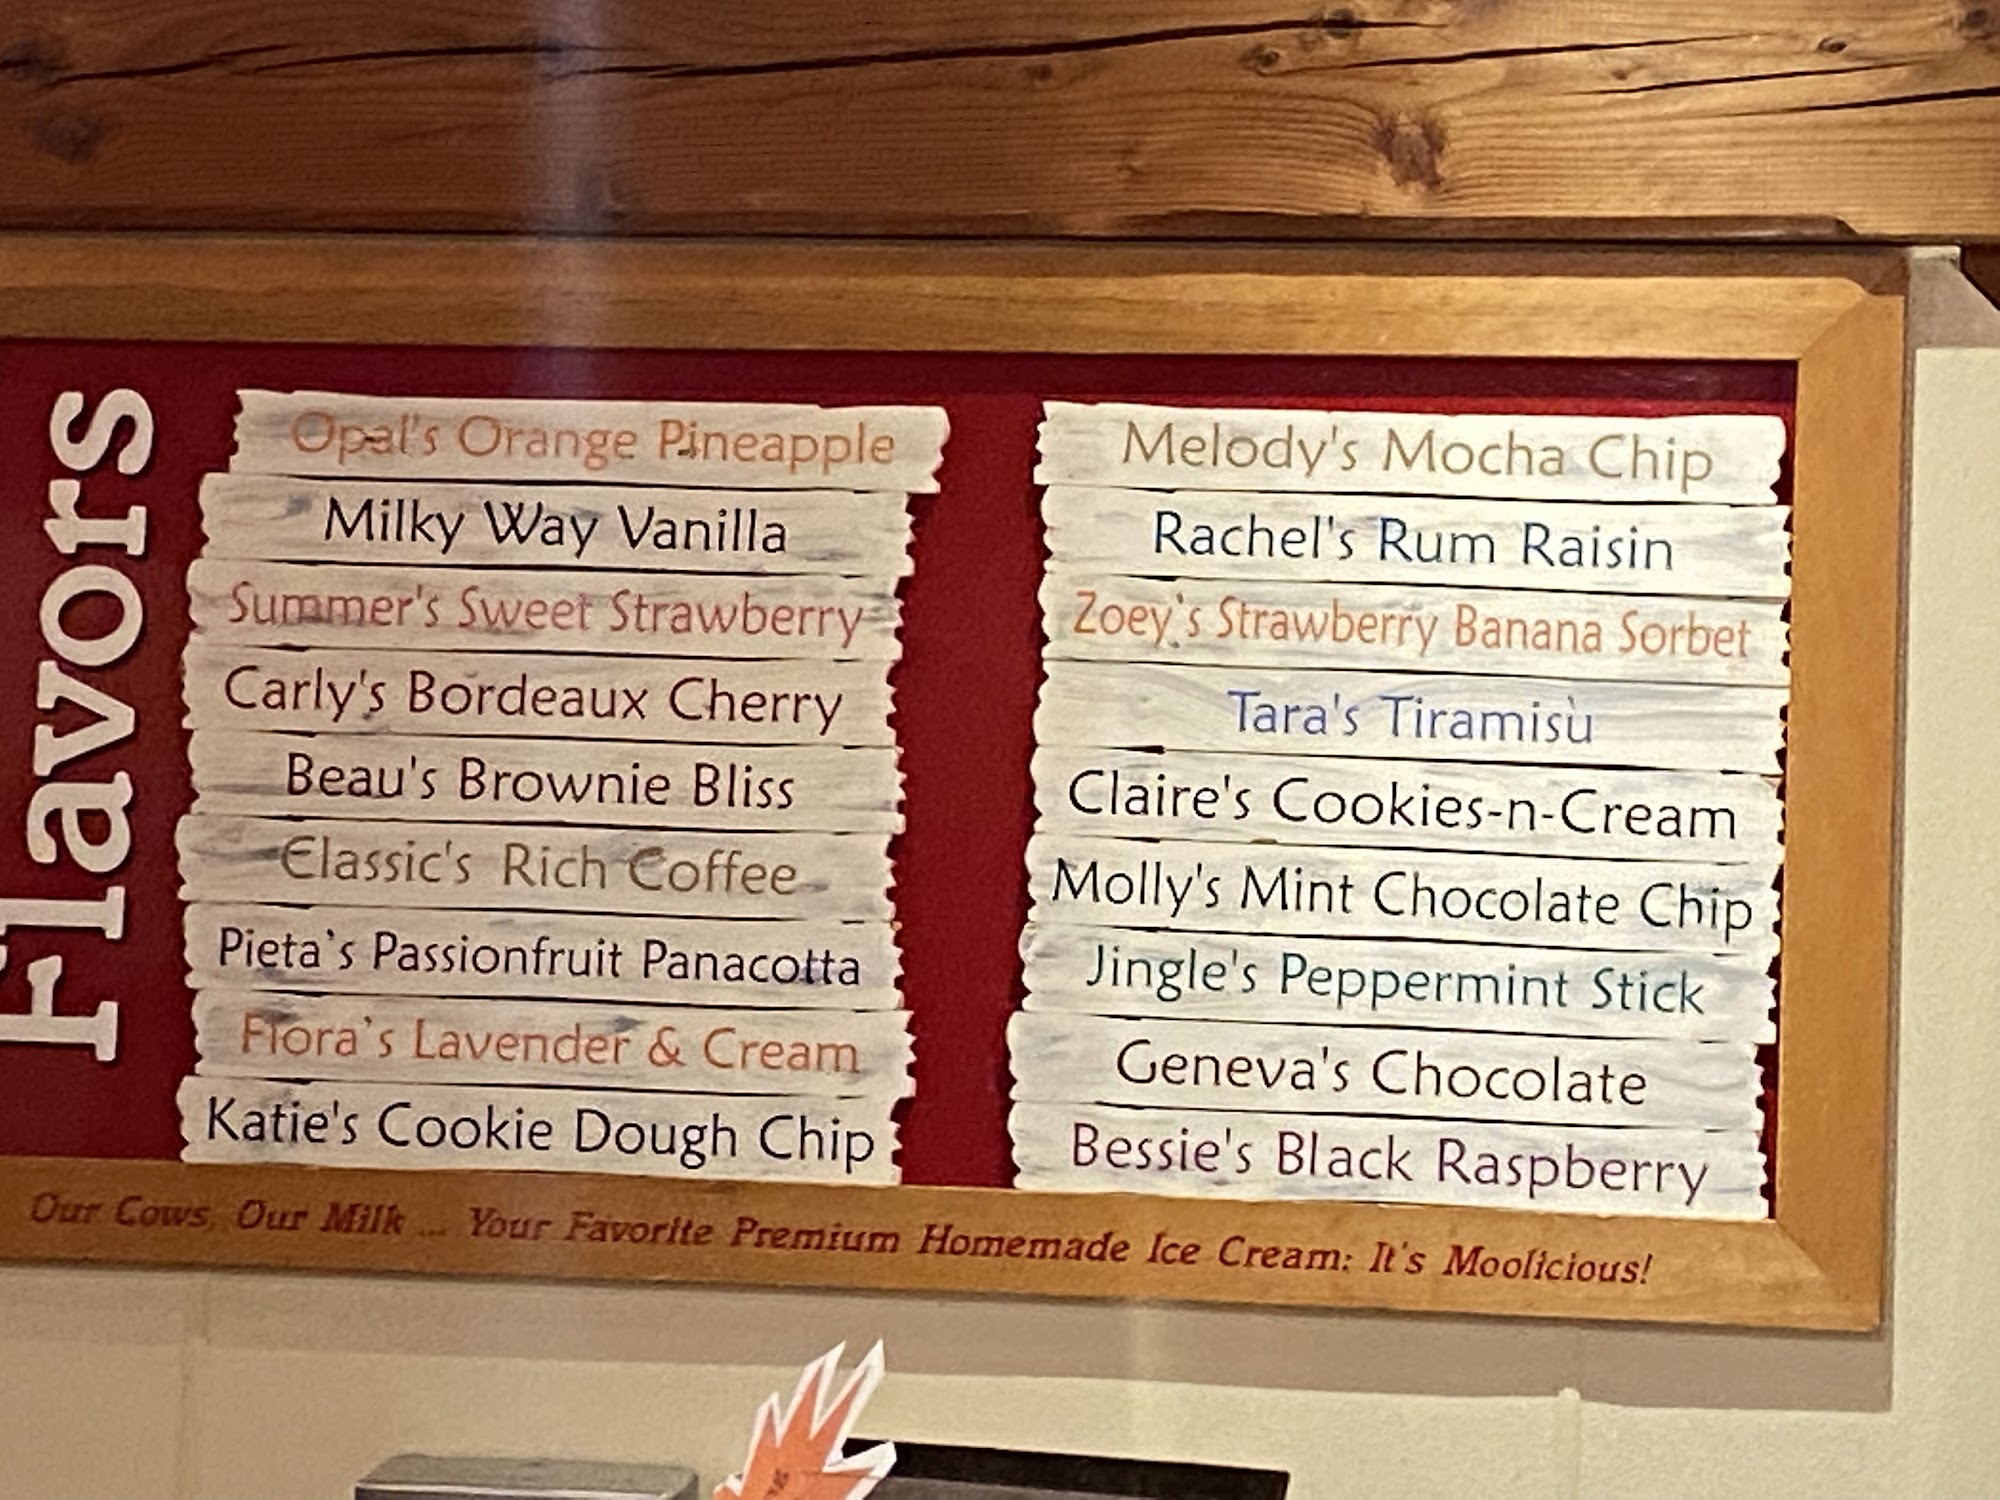 Flavors
Opal's Orange Pineapple
Milky Way Vanilla
Summer's Sweet Strawberry
Carly's Bordeaux Cherry
Beau's Brownie Bliss
Classic's Rich Coffee
Pieta's Passionfruit Panacotta
Flora's Lavender & Cream
Katie's Cookie Dough Chip
Melody's Mocha Chip
Rachel's Rum Raisin
Zoey's Strawberry Banana Sorbet
Tara's Tiramisù
Claire's Cookies-n-Cream
Molly's Mint Chocolate Chip
Jingle's Peppermint Stick
Geneva's Chocolate
Bessie's Black Raspberry
Our Cows, Our Milk ... Your Favorite Premium Homemade Ice Cream: It's Moolicious!